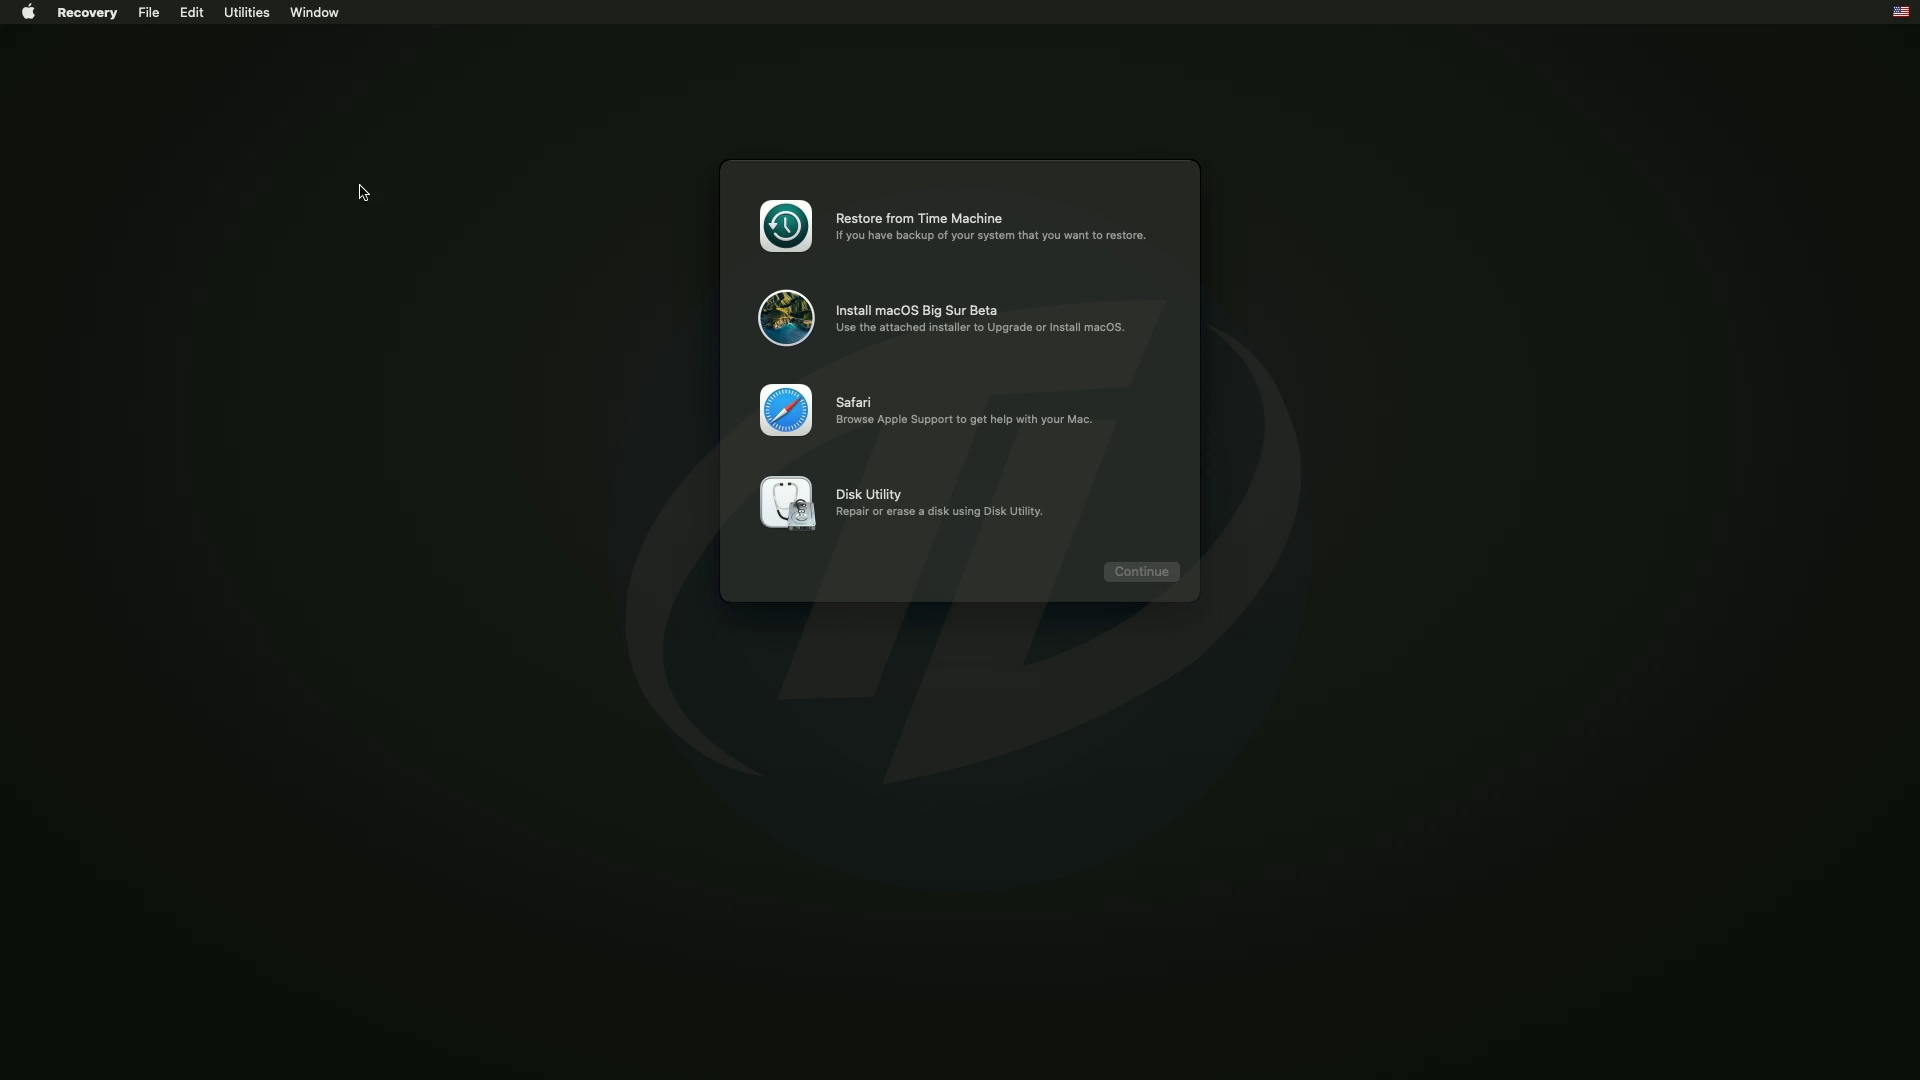 Recovery File Edit Utilities Window
Restore from Time Machine
If you have backup of your system that you want to restore.
Install macOS Big Sur Beta
Use the attached installer to Upgrade or Install macOS.
Safari
Browse Apple Support to get help with your Mac.
Disk Utility
Repair or erase a disk using Disk Utility.
Continue